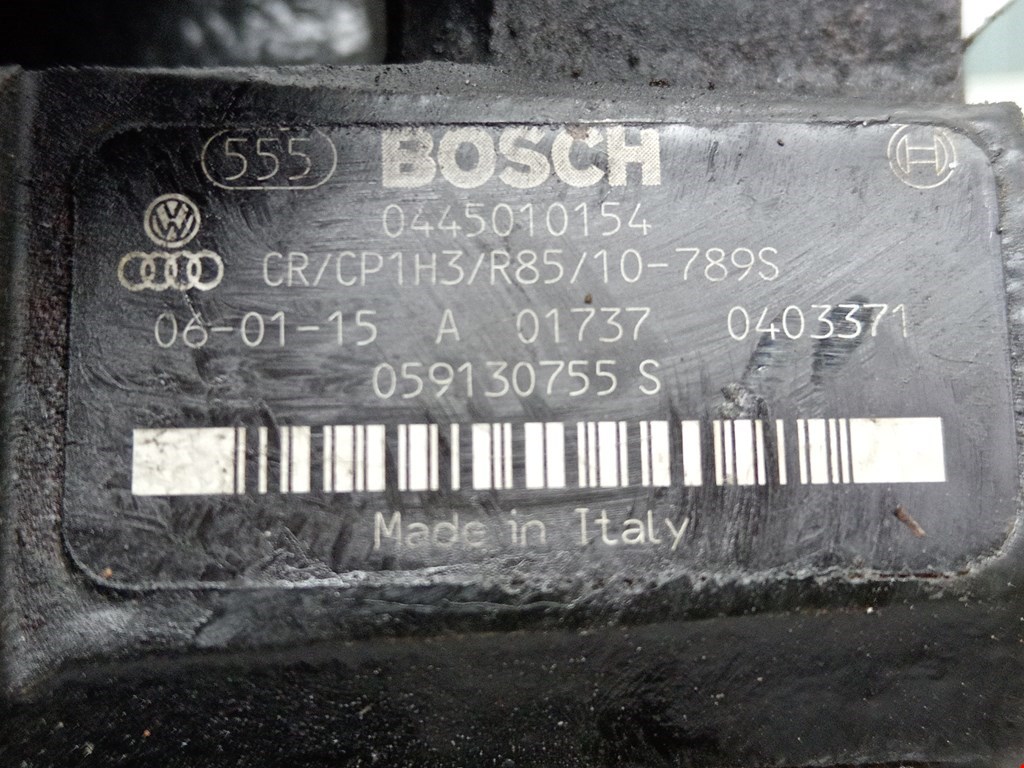 555 BOSCH
0445010154
CR/CP1H3/R85/10-789S
06-01-15 A 01737 0403371
059130755 S
Made in Italy